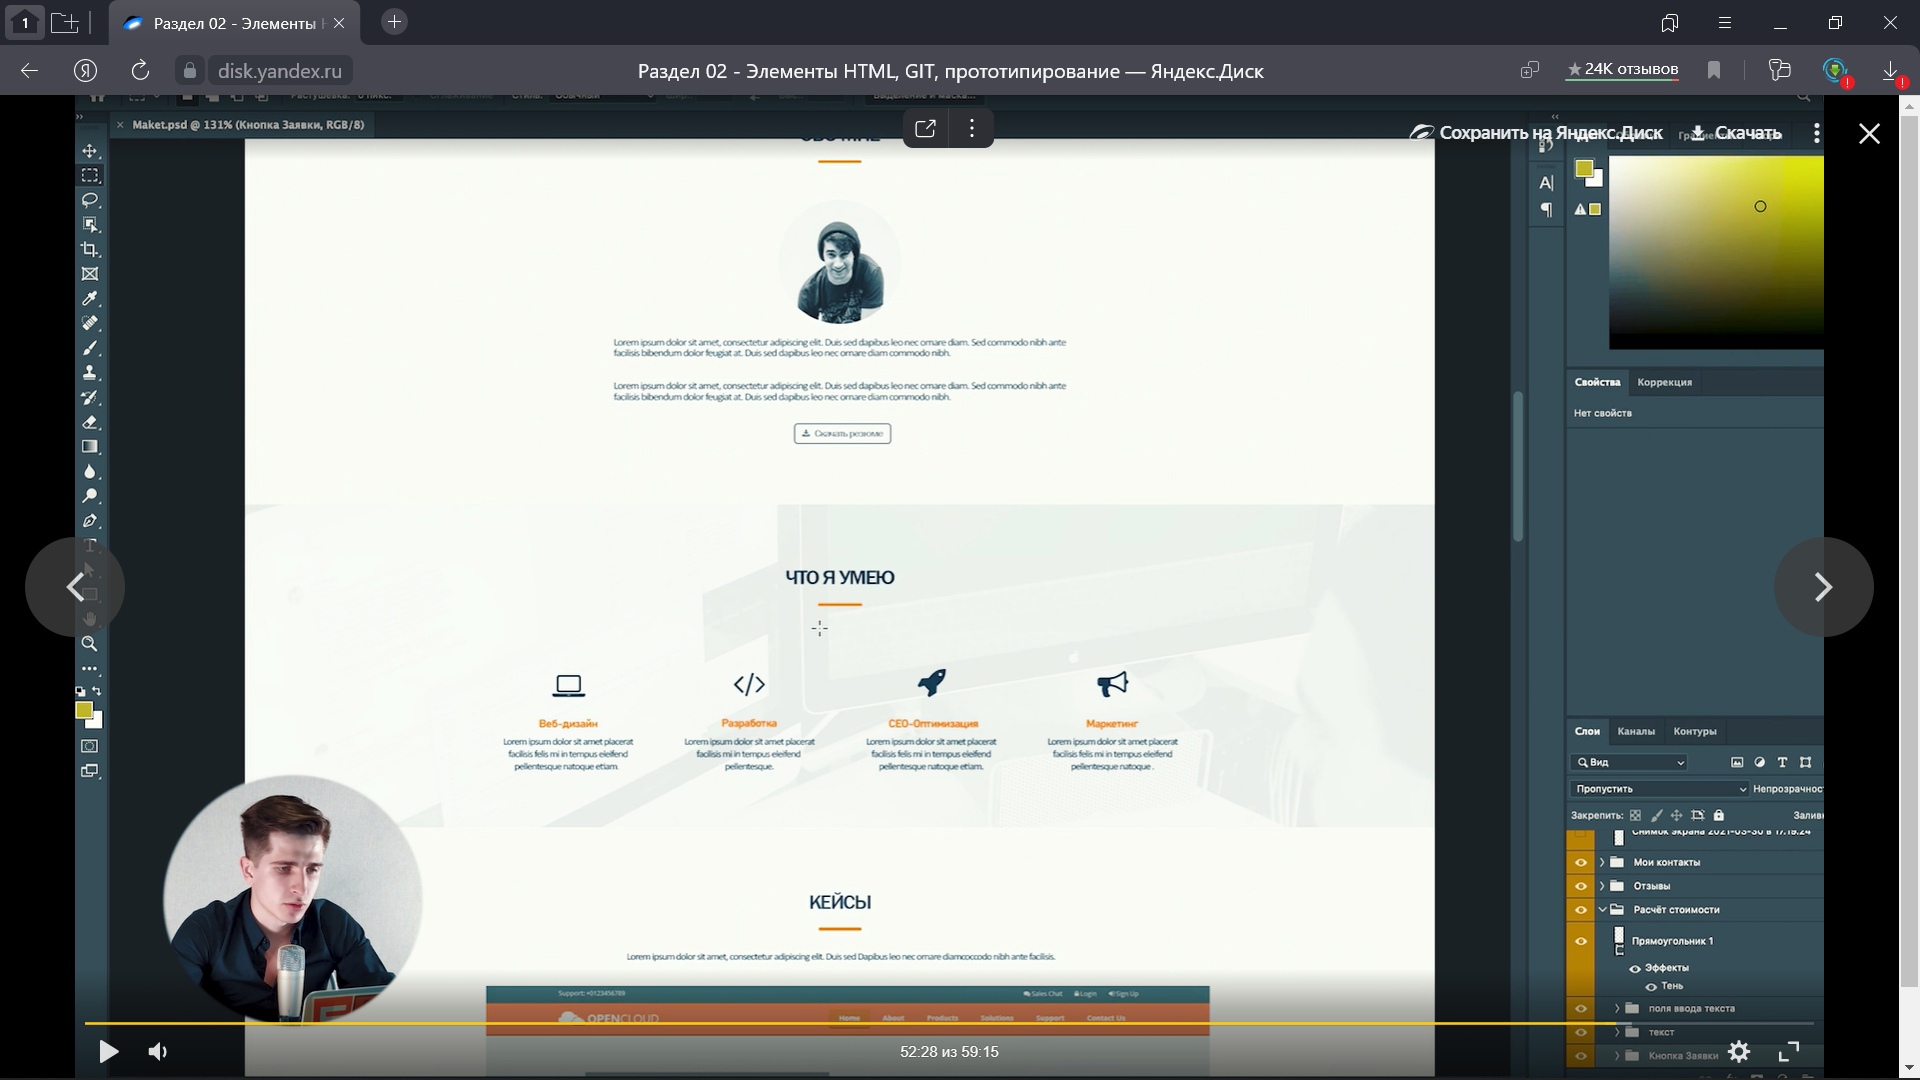 1
Раздел 02 - Элементы
disk.yandex.ru
Раздел 02 - Элементы HTML, GIT, прототипирование — Яндекс.Диск
★24K отзывов
Растушевка: 0 пикс.
Стиль:
Выделение и маска...
Maket.psd @ 131% (Кнопка Заявки, RGB/8)
Сохранить на Яндекс.Диск
Скачать
ОБО МНЕ
Lorem ipsum dolor sit amet, consectetur adipiscing elit. Duis sed dapibus leo nec ornare diam. Sed commodo nibh ante
facilisis bibendum dolor feugiat at. Duis sed dapibus leo nec ornare diam commodo nibh.
Lorem ipsum dolor sit amet, consectetur adipiscing elit. Duis sed dapibus leo nec ornare diam. Sed commodo nibh ante
facilisis bibendum dolor feugiat at. Duis sed dapibus leo nec ornare diam commodo nibh.
Скачать резюме
ЧТО Я УМЕЮ
Веб-дизайн
Lorem ipsum dolor sit amet placerat
facilisis felis mi in tempus eleifend
pellentesque natoque etiam.
Разработка
Lorem ipsum dolor sit amet placerat
facilisis mi in tempus eleifend
pellentesque.
СЕО-Оптимизация
Lorem ipsum dolor sit amet placerat
facilisis felis mi in tempus eleifend
pellentesque natoque etiam.
Маркетинг
Lorem ipsum dolor sit amet placerat
facilisis felis mi in tempus eleifend
pellentesque natoque .
КЕЙСЫ
Lorem ipsum dolor sit amet, consectetur adipiscing elit. Duis sed Dapibus leo nec ornare diamcoccodo nibh ante facilisis.
Support: +0123456789
Sales Chat
Login
Sign Up
OPENCLOUD
Home
About
Products
Solutions
Support
Contact Us
Свойства
Коррекция
Нет свойств
Слои
Каналы
Контуры
Вид
Пропустить
Непрозрачнос
Закрепить:
Залив
Снимок экрана 2021-03-30 в 17.19.24
Мои контакты
Отзывы
Расчёт стоимости
Прямоугольник 1
Эффекты
Тень
поля ввода текста
текст
Кнопка Заявки
52:28 из 59:15